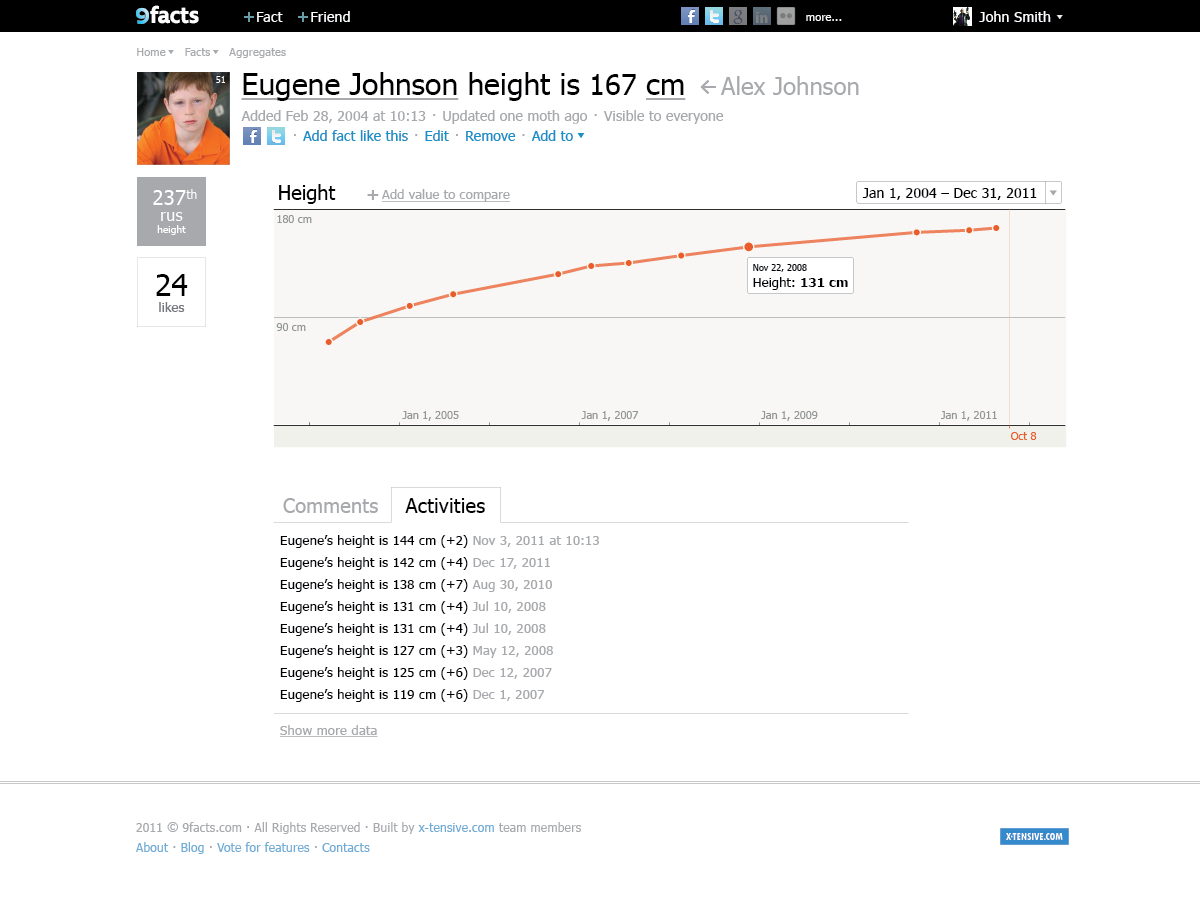 9facts
+Fact +Friend
f t g in more...
John Smith
Home Facts Aggregates
51
Eugene Johnson height is 167 cm ← Alex Johnson
Added Feb 28, 2004 at 10:13 · Updated one moth ago · Visible to everyone
f t · Add fact like this · Edit · Remove · Add to
237th
rus
height
24
likes
Height + Add value to compare Jan 1, 2004 – Dec 31, 2011
180 cm
Nov 22, 2008
Height: 131 cm
90 cm
Jan 1, 2005 Jan 1, 2007 Jan 1, 2009 Jan 1, 2011
Oct 8
Comments Activities
Eugene’s height is 144 cm (+2) Nov 3, 2011 at 10:13
Eugene’s height is 142 cm (+4) Dec 17, 2011
Eugene’s height is 138 cm (+7) Aug 30, 2010
Eugene’s height is 131 cm (+4) Jul 10, 2008
Eugene’s height is 131 cm (+4) Jul 10, 2008
Eugene’s height is 127 cm (+3) May 12, 2008
Eugene’s height is 125 cm (+6) Dec 12, 2007
Eugene’s height is 119 cm (+6) Dec 1, 2007
Show more data
2011 © 9facts.com · All Rights Reserved · Built by x-tensive.com team members
About · Blog · Vote for features · Contacts
X-TENSIVE.COM